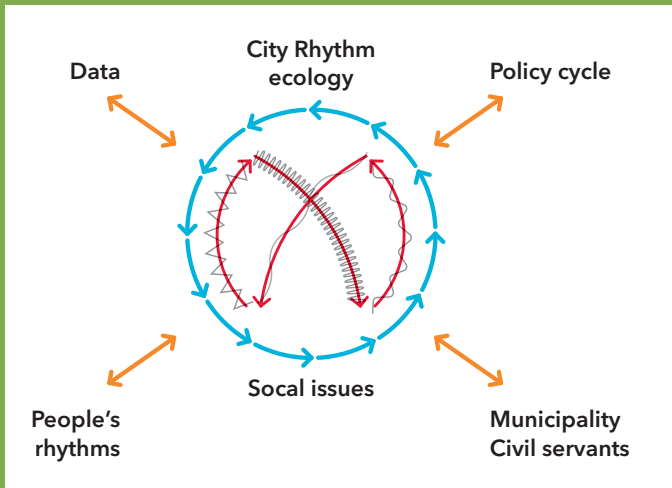 City Rhythm
ecology
Data
Policy cycle
Socal issues
People's
rhythms
Municipality
Civil servants